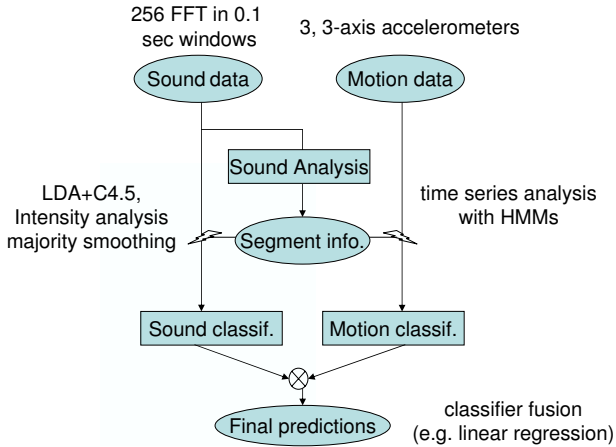 256 FFT in 0.1
sec windows
3, 3-axis accelerometers
Sound data
Motion data
Sound Analysis
LDA+C4.5,
Intensity analysis
majority smoothing
time series analysis
with HMMs
Segment info.
Sound classif.
Motion classif.
Final predictions
classifier fusion
(e.g. linear regression)